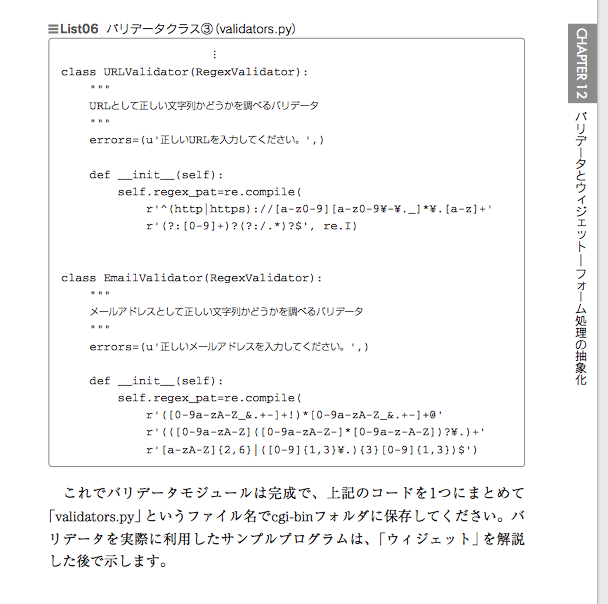 ≡List06 バリデータクラス③(validators.py)
⋮
class URLValidator(RegexValidator):
"""
URLとして正しい文字列かどうかを調べるバリデータ
"""
errors=(u'正しいURLを入力してください。',)
def __init__(self):
self.regex_pat=re.compile(
r'^(http|https)://[a-z0-9][a-z0-9¥-¥._]*¥.[a-z]+'
r'(?:[0-9]+)?(?:/.*)?$', re.I)
class EmailValidator(RegexValidator):
"""
メールアドレスとして正しい文字列かどうかを調べるバリデータ
"""
errors=(u'正しいメールアドレスを入力してください。',)
def __init__(self):
self.regex_pat=re.compile(
r'([0-9a-zA-Z_&.+-]+!)*[0-9a-zA-Z_&.+-]+@'
r'(([0-9a-zA-Z]([0-9a-zA-Z-]*[0-9a-z-A-Z])?¥.)+'
r'[a-zA-Z]{2,6}|([0-9]{1,3}¥.){3}[0-9]{1,3})$')
これでバリデータモジュールは完成で、上記のコードを1つにまとめて
「validators.py」というファイル名でcgi-binフォルダに保存してください。バ
リデータを実際に利用したサンプルプログラムは、「ウィジェット」を解説
した後で示します。
CHAPTER 12 バリデータとウィジェット―フォーム処理の抽象化